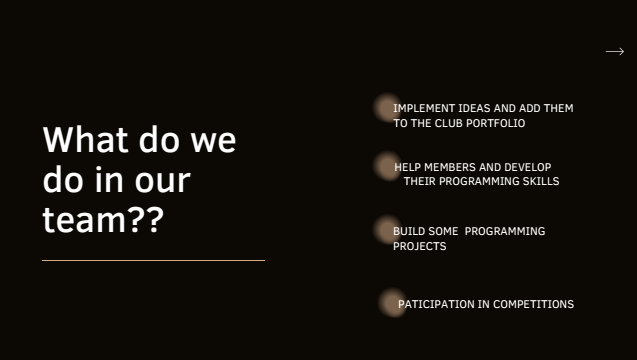 What do we
do in our
team??
IMPLEMENT IDEAS AND ADD THEM
TO THE CLUB PORTFOLIO
HELP MEMBERS AND DEVELOP
THEIR PROGRAMMING SKILLS
BUILD SOME PROGRAMMING
PROJECTS
PATICIPATION IN COMPETITIONS